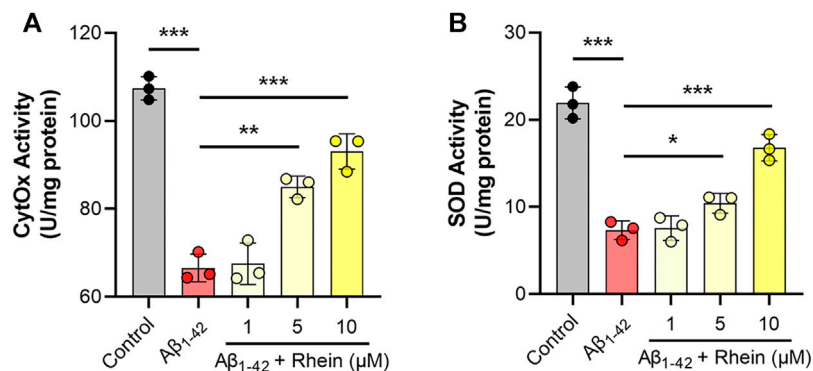 A
CytOx Activity
(U/mg protein)
120
100
80
60
***
***
**
Control
Aβ1-42
1
5
10
Aβ1-42 + Rhein (μM)
B
SOD Activity
(U/mg protein)
30
20
10
0
***
***
*
Control
Aβ1-42
1
5
10
Aβ1-42 + Rhein (μM)